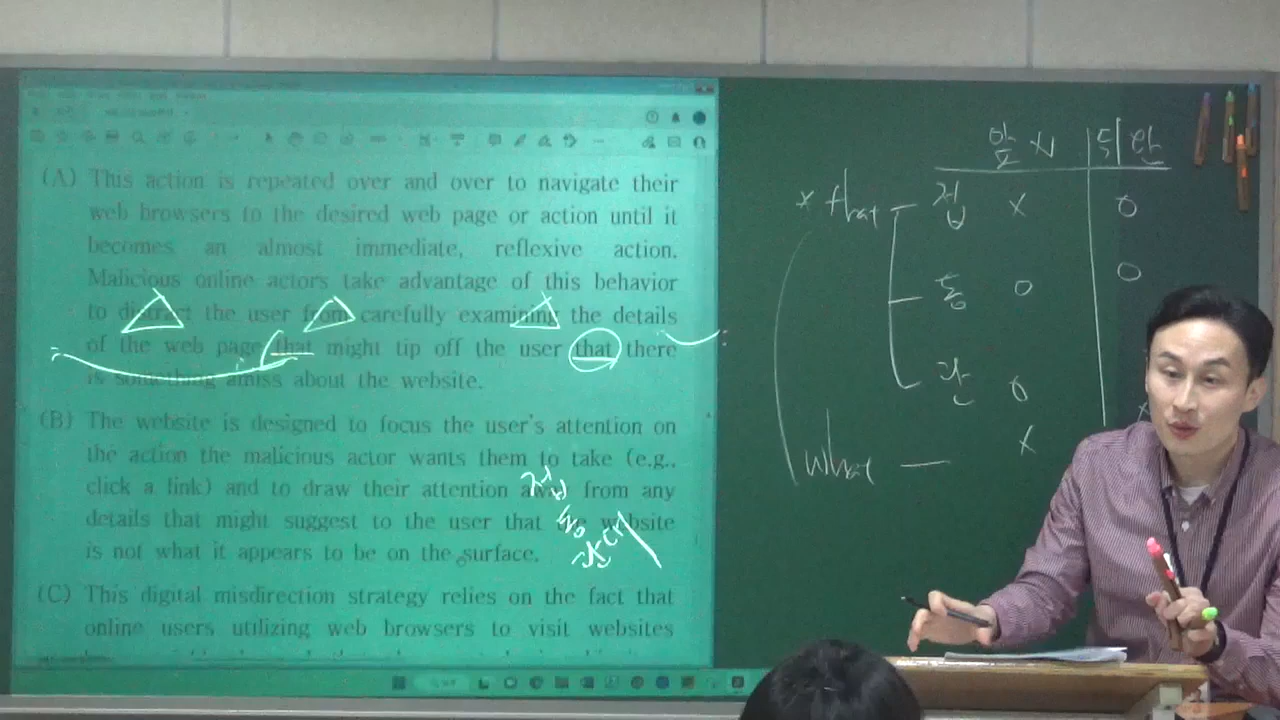 (A) This action is repeated over and over to navigate their
web browsers to the desired web page or action until it
becomes an almost immediate, reflexive action.
Malicious online actors take advantage of this behavior
to distract the user from carefully examining the details
of the web page that might tip off the user that there
is something amiss about the website.
(B) The website is designed to focus the user's attention on
the action the malicious actor wants them to take (e.g.,
click a link) and to draw their attention away from any
details that might suggest to the user that the website
is not what it appears to be on the surface.
(C) This digital misdirection strategy relies on the fact that
online users utilizing web browsers to visit websites
앞 X 뒤 완
x that 접 x o
동 o o
관 o
what x